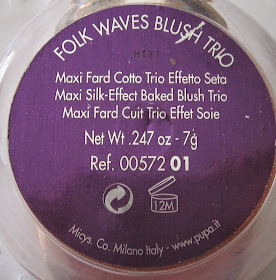 FOLK WAVES BLUSH TRIO
Maxi Fard Cotto Trio Effetto Seta
Maxi Silk-Effect Baked Blush Trio
Maxi Fard Cuit Trio Effet Soie
Net Wt .247 oz - 7g
Ref. 00572 01
12M
Micys. Co. Milano Italy - www.pupa.it